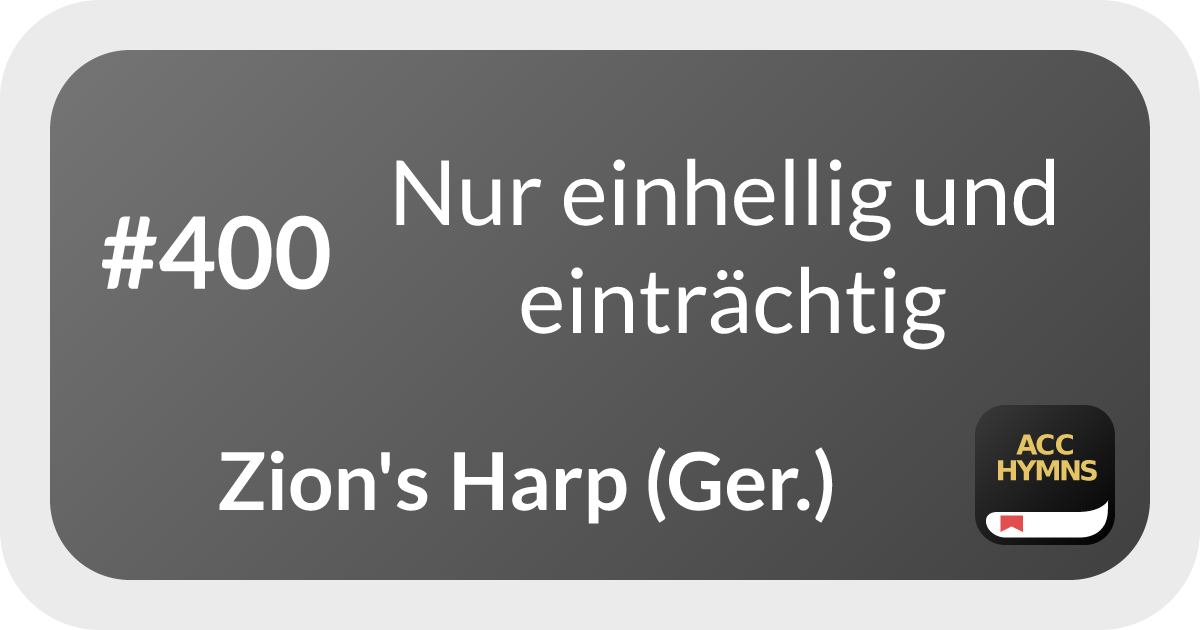 #400
Nur einhellig und
einträchtig
Zion's Harp (Ger.)
ACC
HYMNS